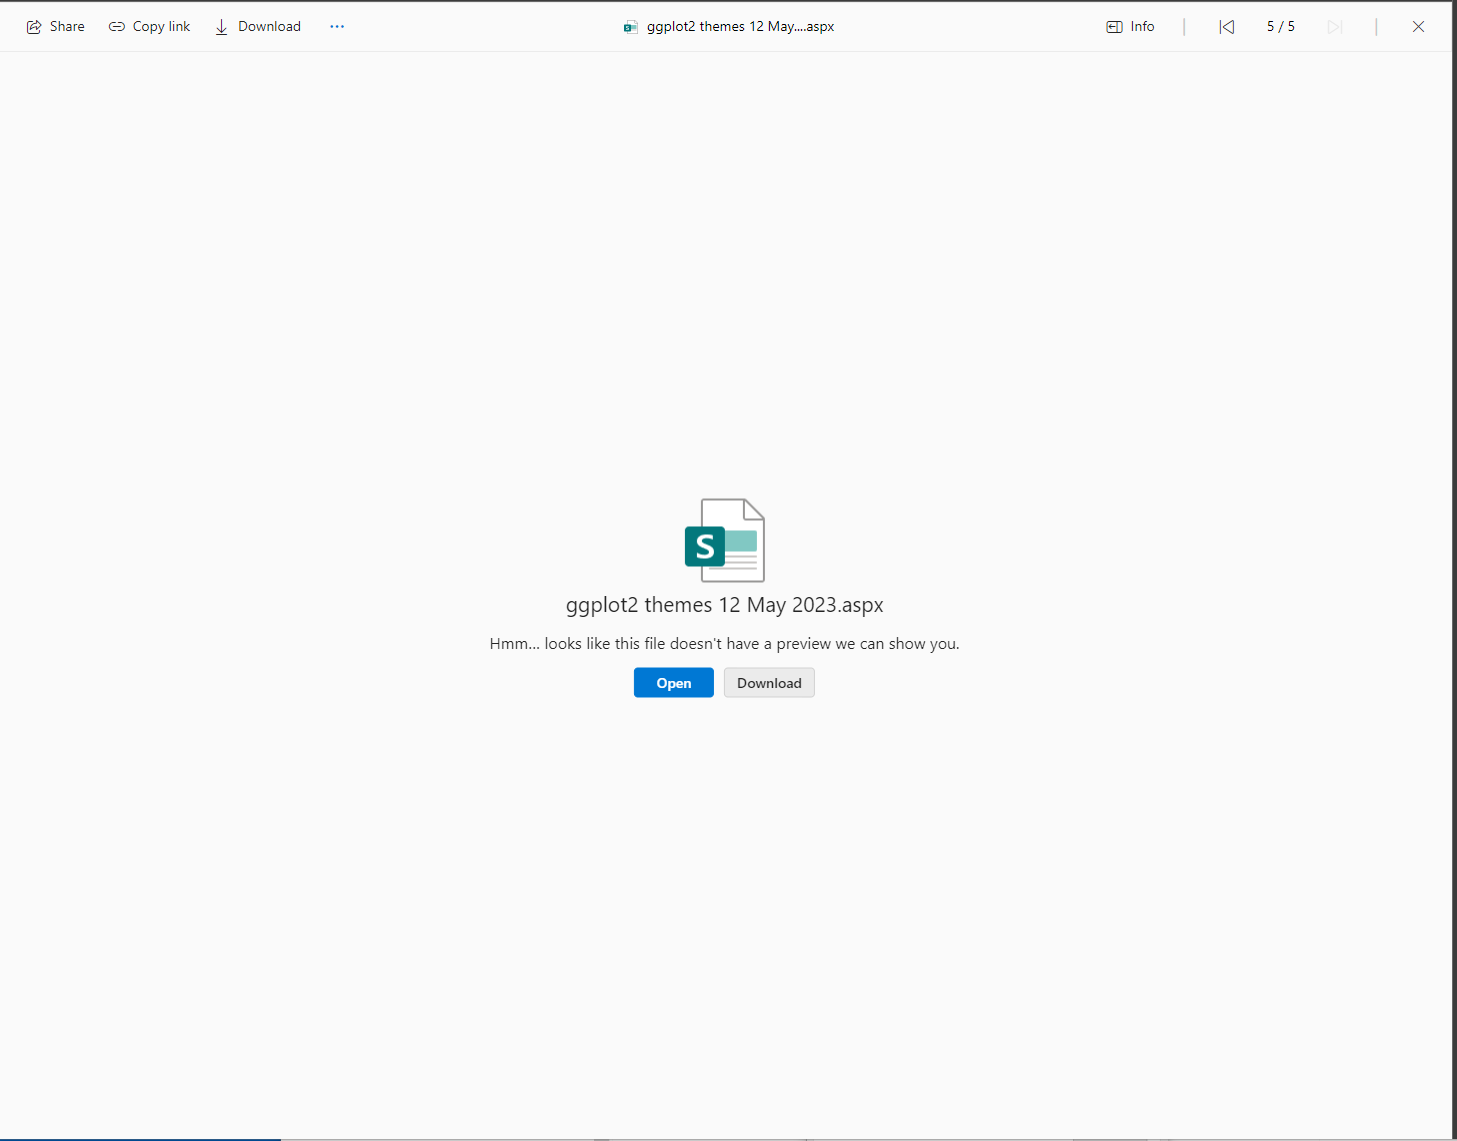 Share Copy link Download ... ggplot2 themes 12 May....aspx Info 5 / 5
S
ggplot2 themes 12 May 2023.aspx
Hmm... looks like this file doesn't have a preview we can show you.
Open Download